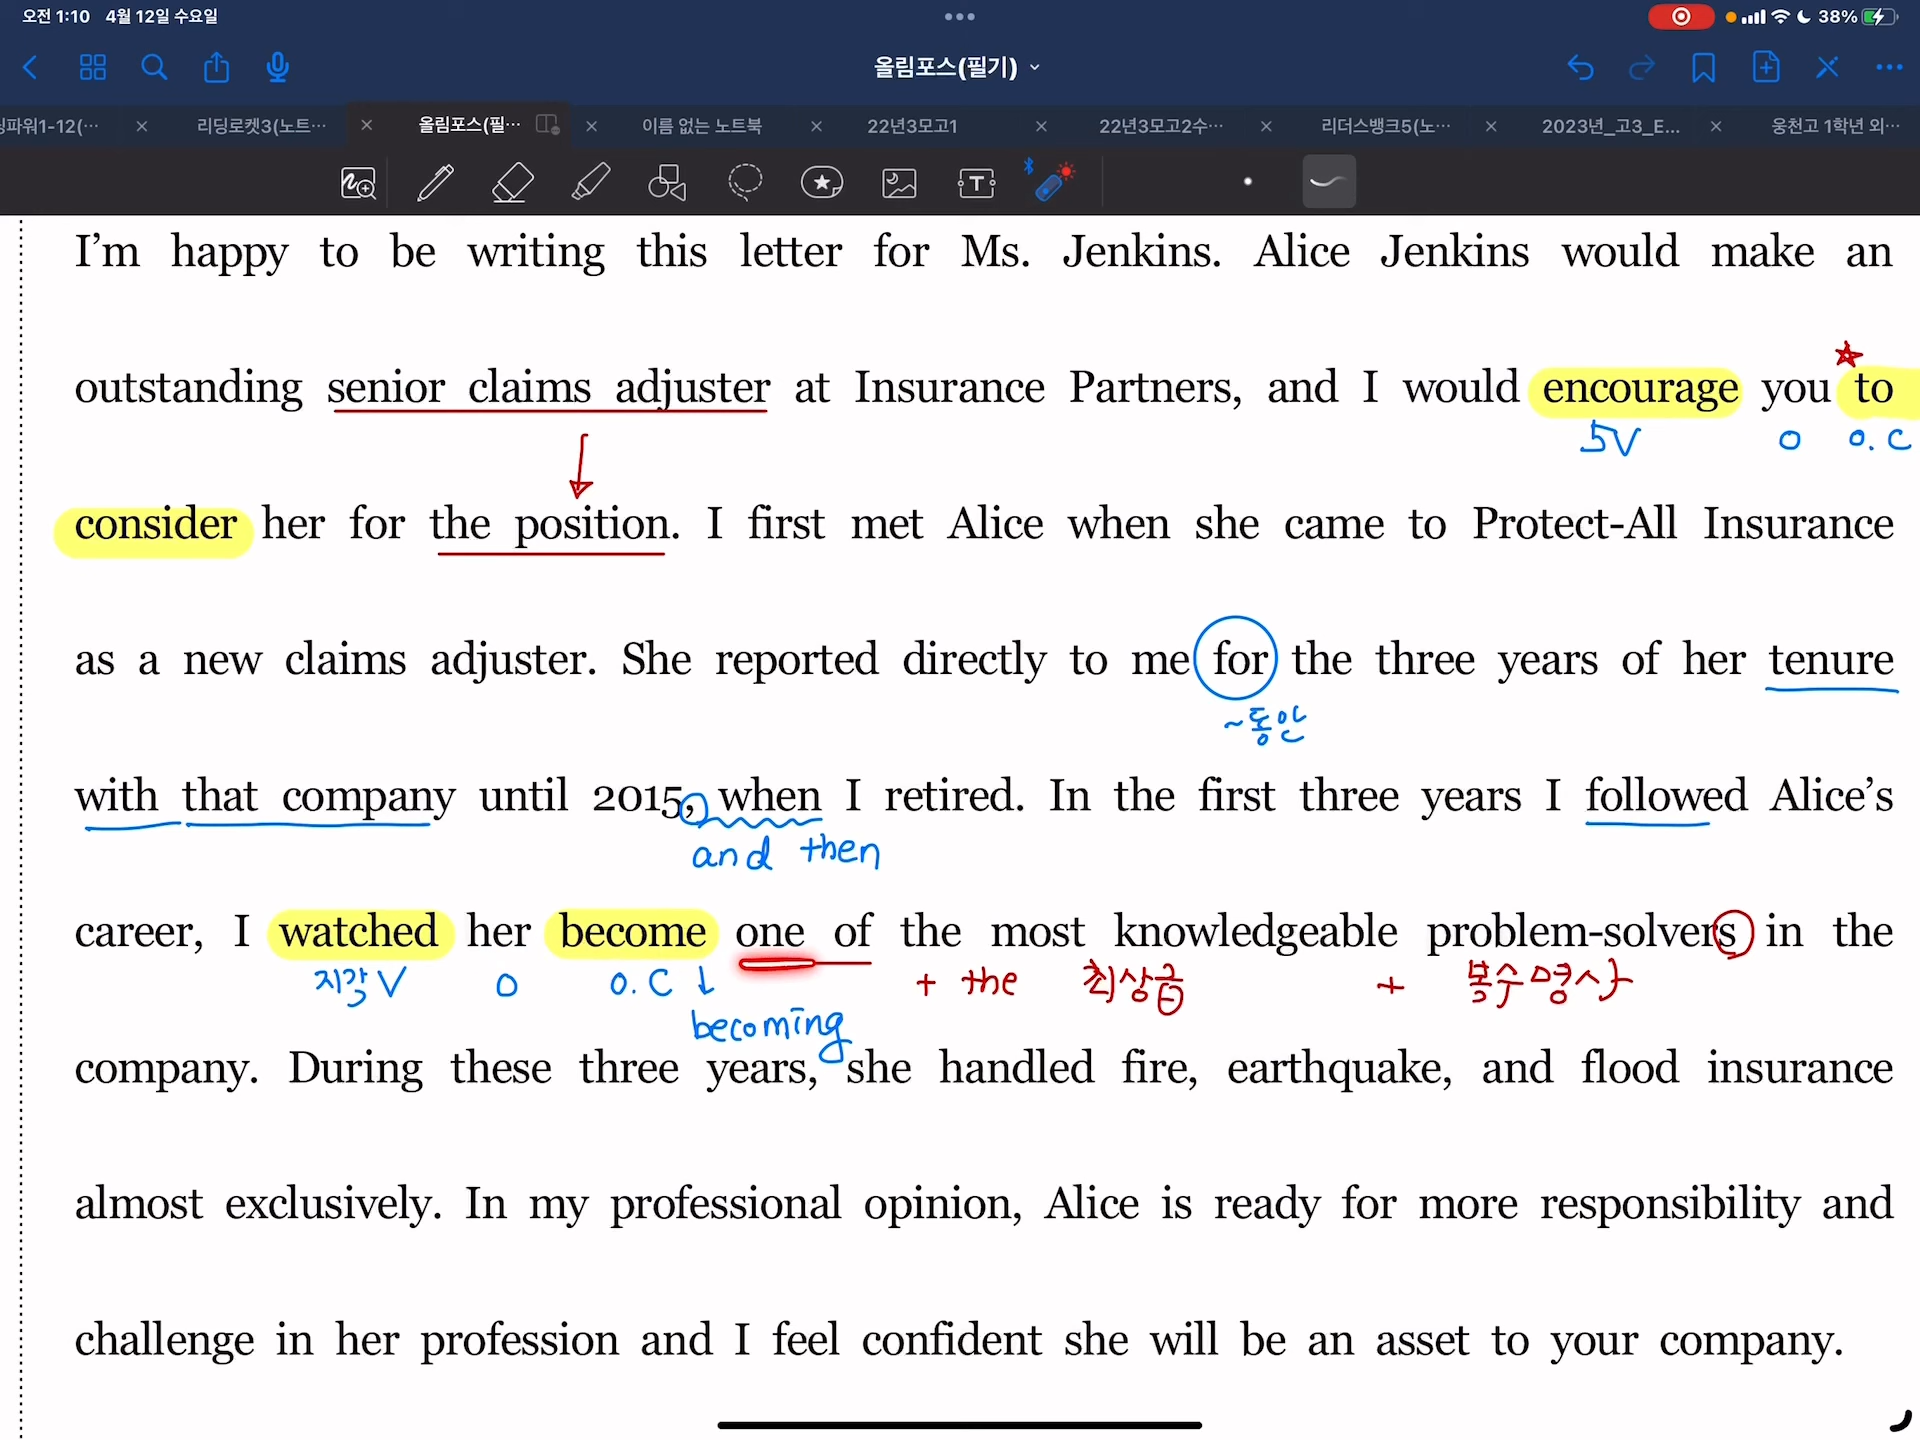 오전 1:10 4월 12일 수요일
38%
올림포스(필기)
싱파워1-12(…
리딩로켓3(노트…
올림포스(필…
이름 없는 노트북
22년3모고1
22년3모고2수…
리더스뱅크5(노…
2023년_고3_E...
웅천고 1학년 외…
I'm happy to be writing this letter for Ms. Jenkins. Alice Jenkins would make an
outstanding senior claims adjuster at Insurance Partners, and I would encourage you to
5V O O.C
consider her for the position. I first met Alice when she came to Protect-All Insurance
as a new claims adjuster. She reported directly to me for the three years of her tenure
~동안
with that company until 2015, when I retired. In the first three years I followed Alice's
and then
career, I watched her become one of the most knowledgeable problem-solvers in the
지각V O O.C ↓ + the 최상급 + 복수명사
becoming
company. During these three years, she handled fire, earthquake, and flood insurance
almost exclusively. In my professional opinion, Alice is ready for more responsibility and
challenge in her profession and I feel confident she will be an asset to your company.